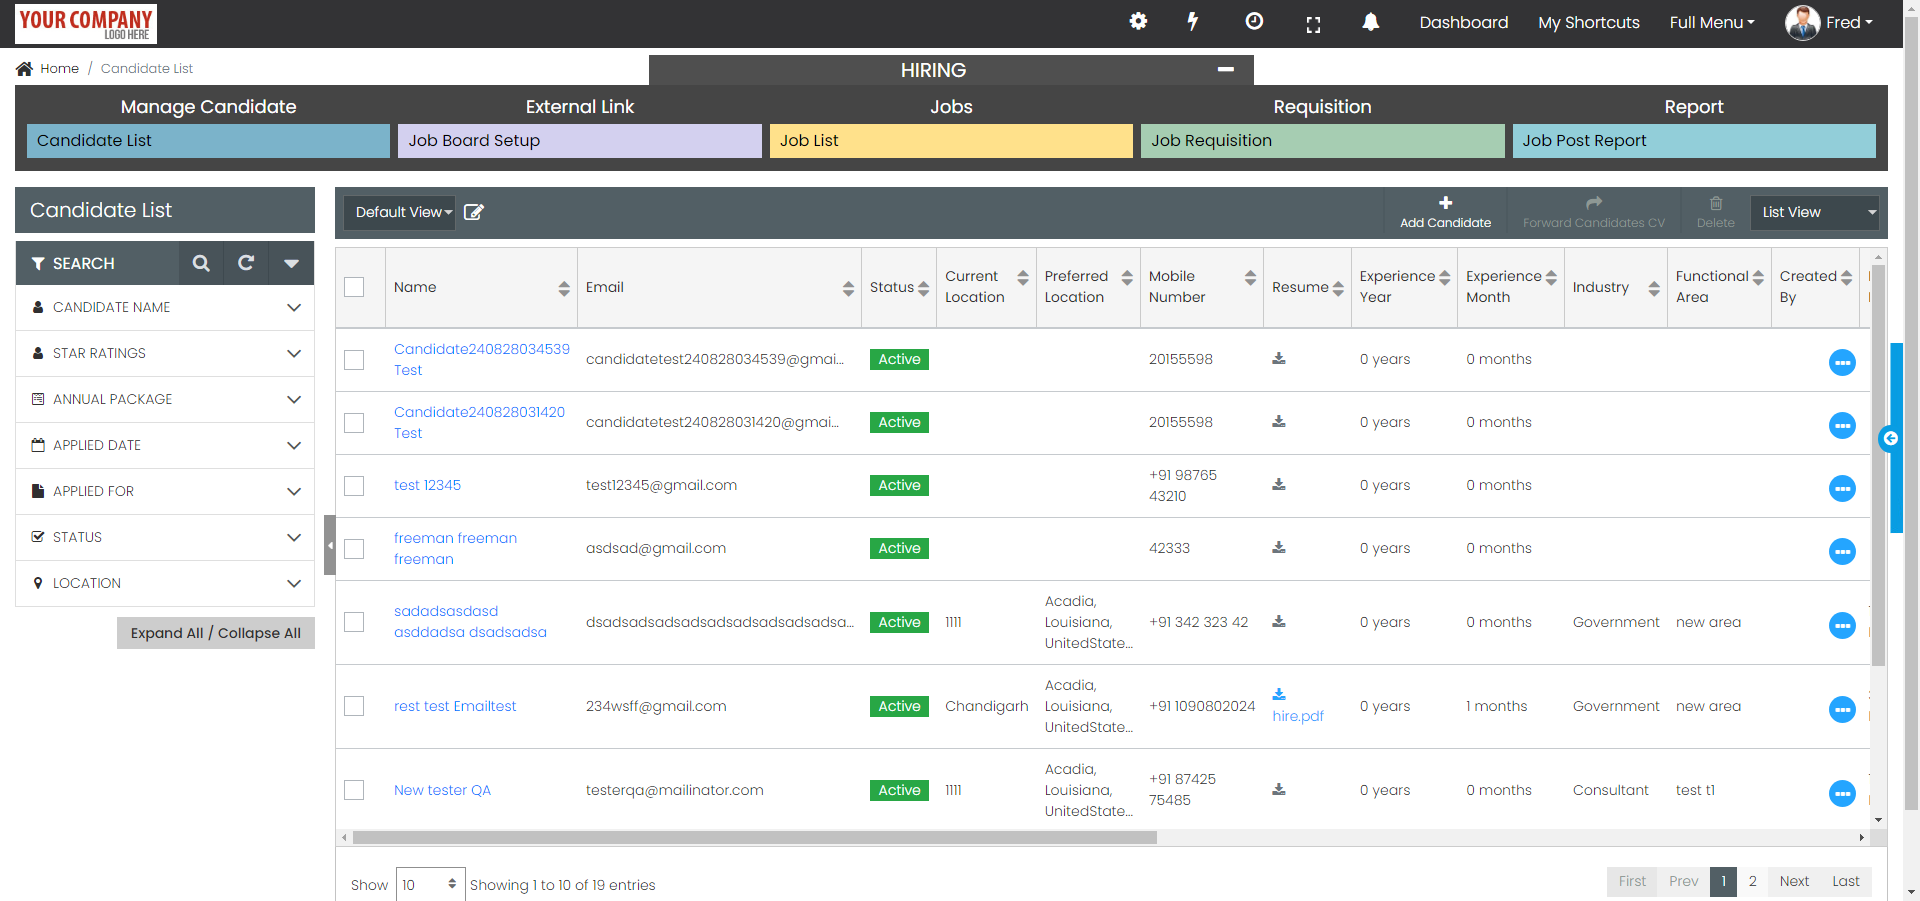 YOUR COMPANY
LOGO HERE
Dashboard
My Shortcuts
Full Menu
Fred
Home / Candidate List
HIRING
Manage Candidate
External Link
Jobs
Requisition
Report
Candidate List
Job Board Setup
Job List
Job Requisition
Job Post Report
Candidate List
SEARCH
CANDIDATE NAME
STAR RATINGS
ANNUAL PACKAGE
APPLIED DATE
APPLIED FOR
STATUS
LOCATION
Expand All / Collapse All
Default View
Add Candidate
Forward Candidates CV
Delete
List View
Name
Email
Status
Current
Location
Preferred
Location
Mobile
Number
Resume
Experience
Year
Experience
Month
Industry
Functional
Area
Created
By
Candidate240828034539
Test
candidatetest240828034539@gmai...
Active
20155598
0 years
0 months
Candidate240828031420
Test
candidatetest240828031420@gmai...
Active
20155598
0 years
0 months
test 12345
test12345@gmail.com
Active
+91 98765
43210
0 years
0 months
freeman freeman
freeman
asdsad@gmail.com
Active
42333
0 years
0 months
sadadsasdasd
asddadsa dsadsadsa
dsadsadsadsadsadsadsadsadsadsa...
Active
1111
Acadia,
Louisiana,
UnitedState...
+91 342 323 42
0 years
0 months
Government
new area
rest test Emailtest
234wsff@gmail.com
Active
Chandigarh
Acadia,
Louisiana,
UnitedState...
+91 1090802024
hire.pdf
0 years
1 months
Government
new area
New tester QA
testerqa@mailinator.com
Active
1111
Acadia,
Louisiana,
UnitedState...
+91 87425
75485
0 years
0 months
Consultant
test t1
Show 10 Showing 1 to 10 of 19 entries
First Prev 1 2 Next Last